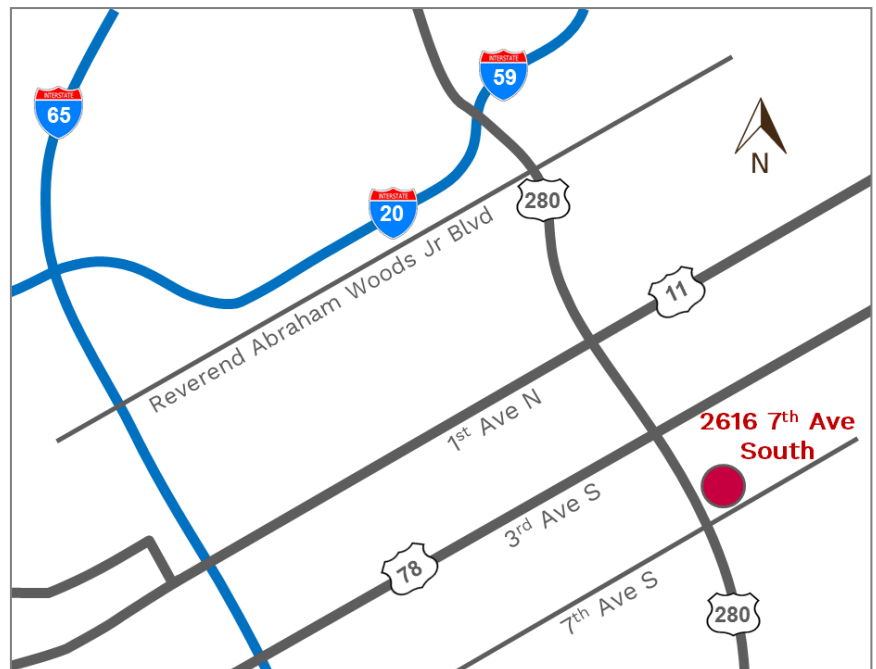 INTERSTATE
59
INTERSTATE
65
N
INTERSTATE
20
280
Reverend Abraham Woods Jr Blvd
11
1st Ave N
2616 7th Ave
South
3rd Ave S
78
7th Ave S
280